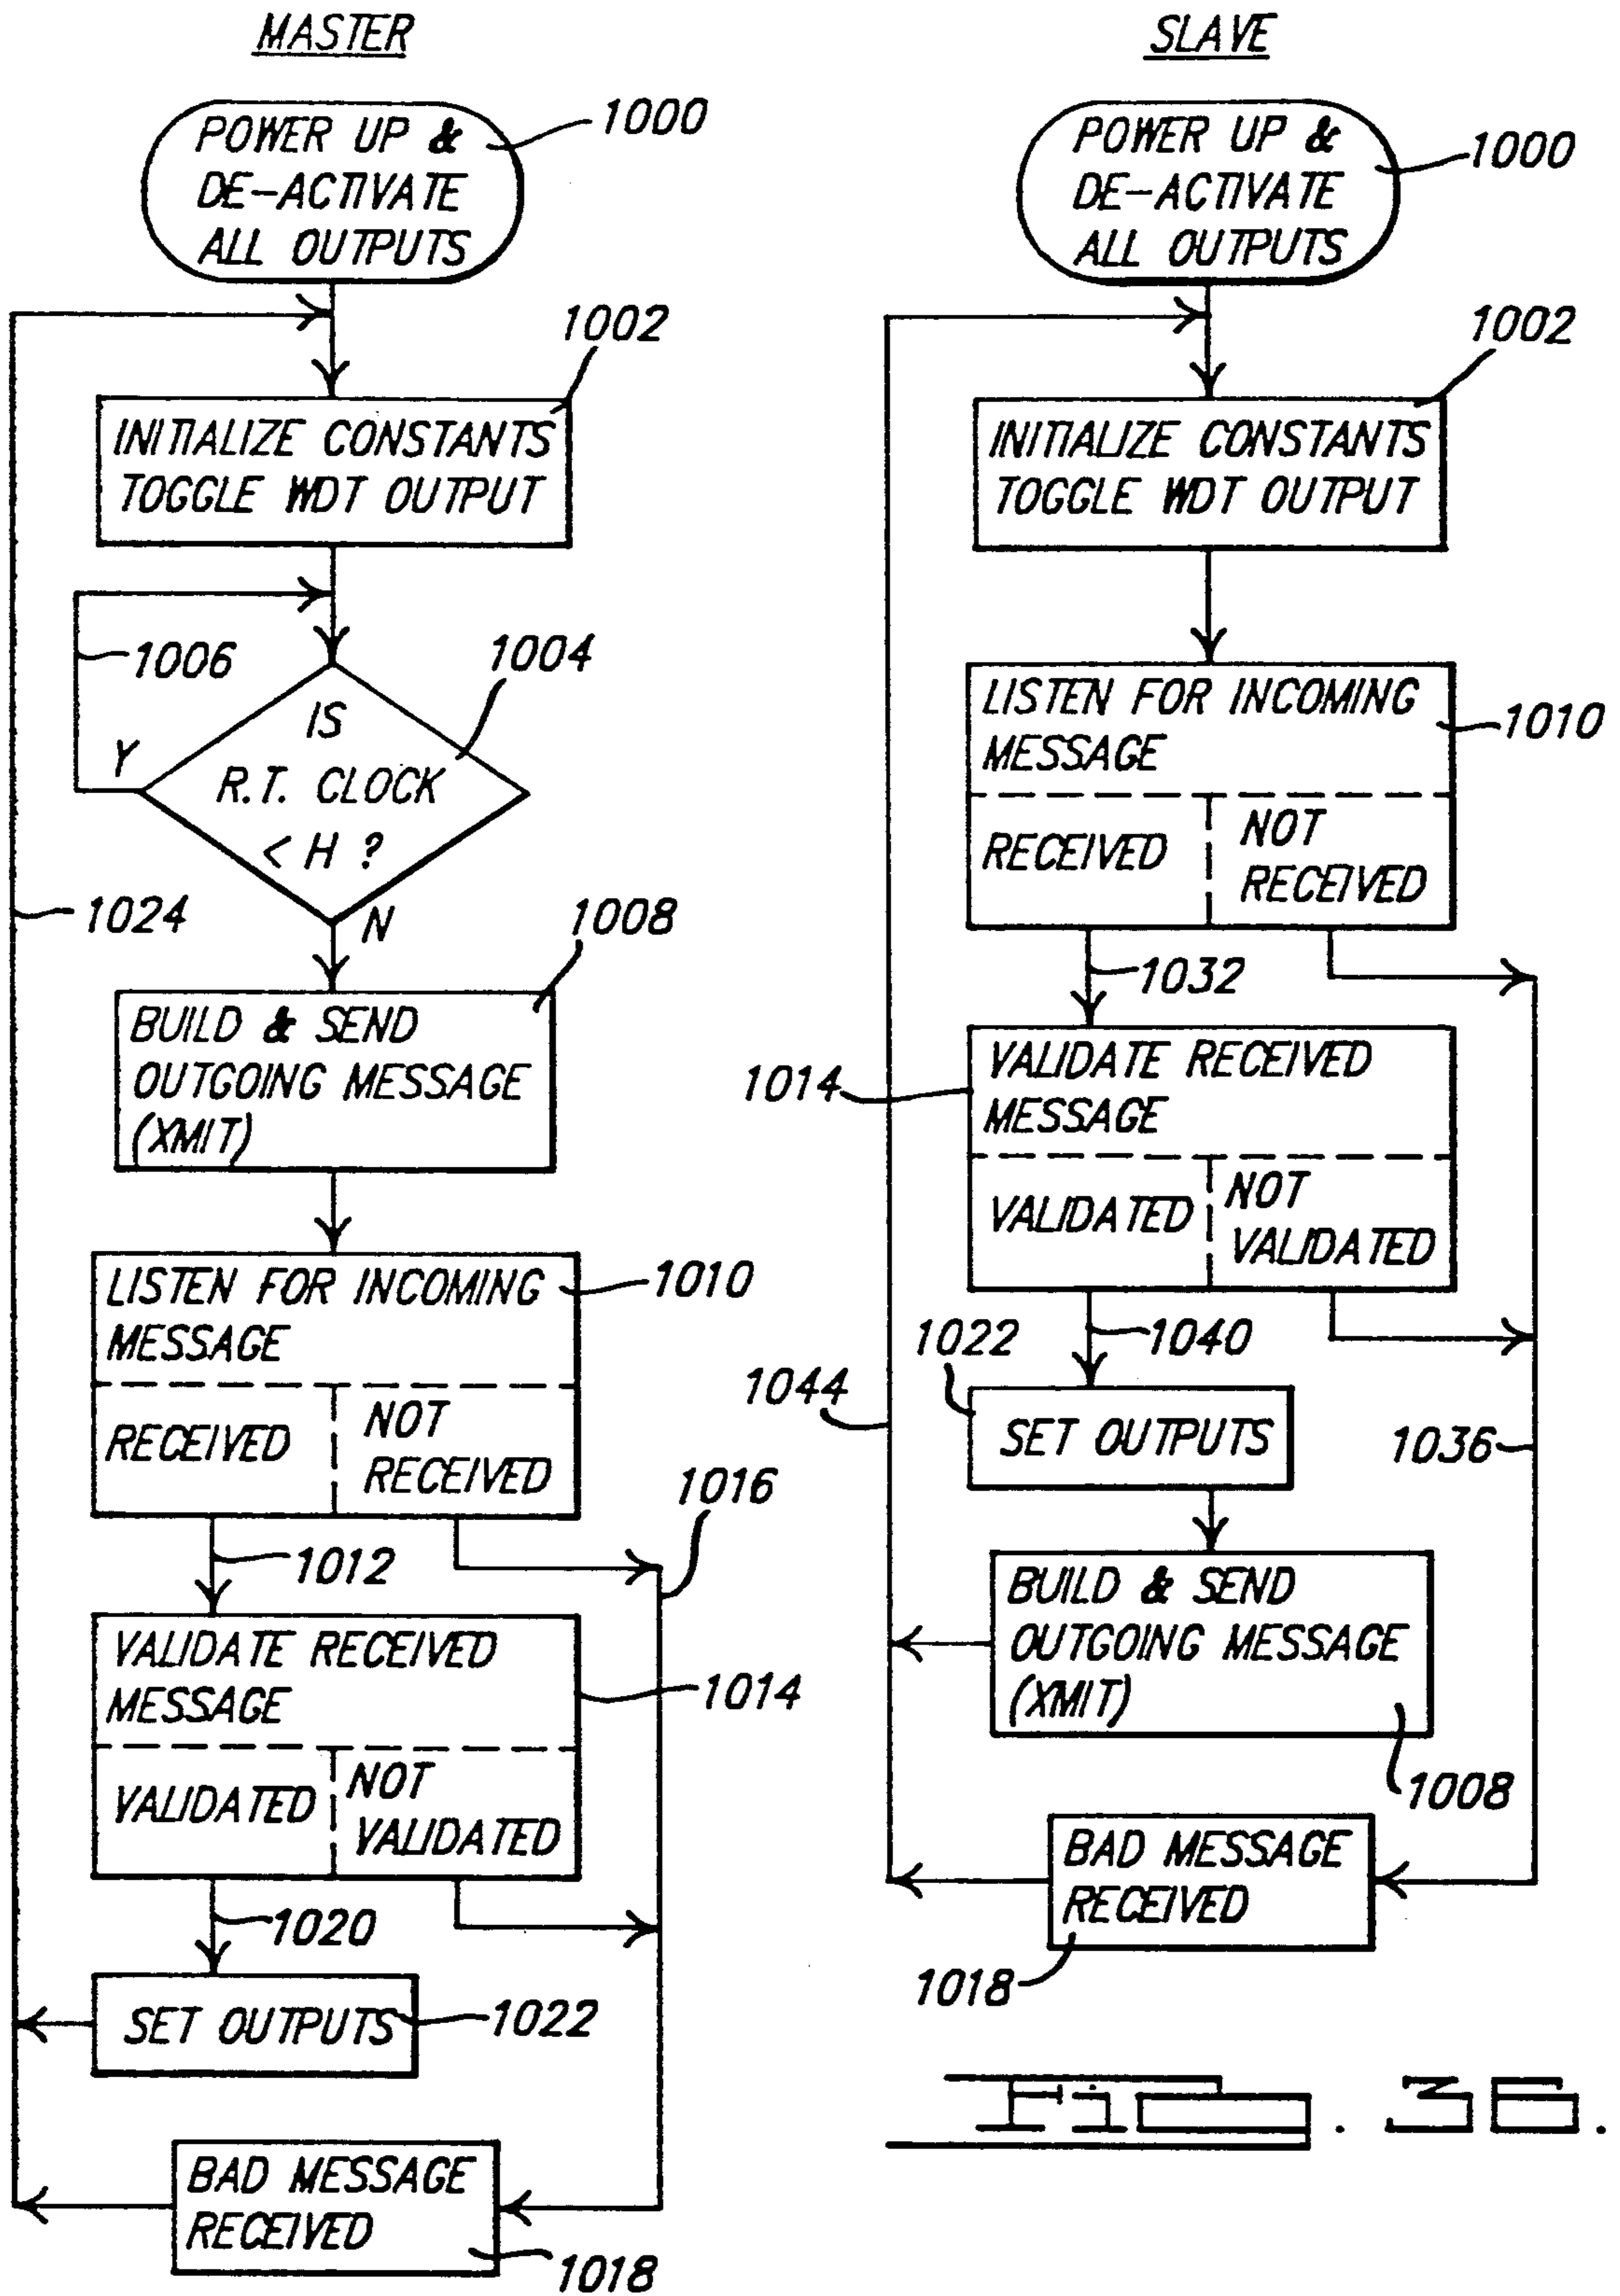 MASTER
POWER UP &
DE-ACTIVATE
ALL OUTPUTS
1000
1002
INITIALIZE CONSTANTS
TOGGLE WDT OUTPUT
1006
1004
IS
R.T. CLOCK
< H ?
Y
N
1024
1008
BUILD & SEND
OUTGOING MESSAGE
(XMIT)
LISTEN FOR INCOMING
MESSAGE
1010
RECEIVED
NOT
RECEIVED
1016
1012
VALIDATE RECEIVED
MESSAGE
1014
VALIDATED
NOT
VALIDATED
1020
SET OUTPUTS
1022
BAD MESSAGE
RECEIVED
1018
SLAVE
POWER UP &
DE-ACTIVATE
ALL OUTPUTS
1000
1002
INITIALIZE CONSTANTS
TOGGLE WDT OUTPUT
LISTEN FOR INCOMING
MESSAGE
1010
RECEIVED
NOT
RECEIVED
1032
VALIDATE RECEIVED
MESSAGE
1014
VALIDATED
NOT
VALIDATED
1040
1022
1044
SET OUTPUTS
1036
BUILD & SEND
OUTGOING MESSAGE
(XMIT)
1008
BAD MESSAGE
RECEIVED
1018
Fig. 36.